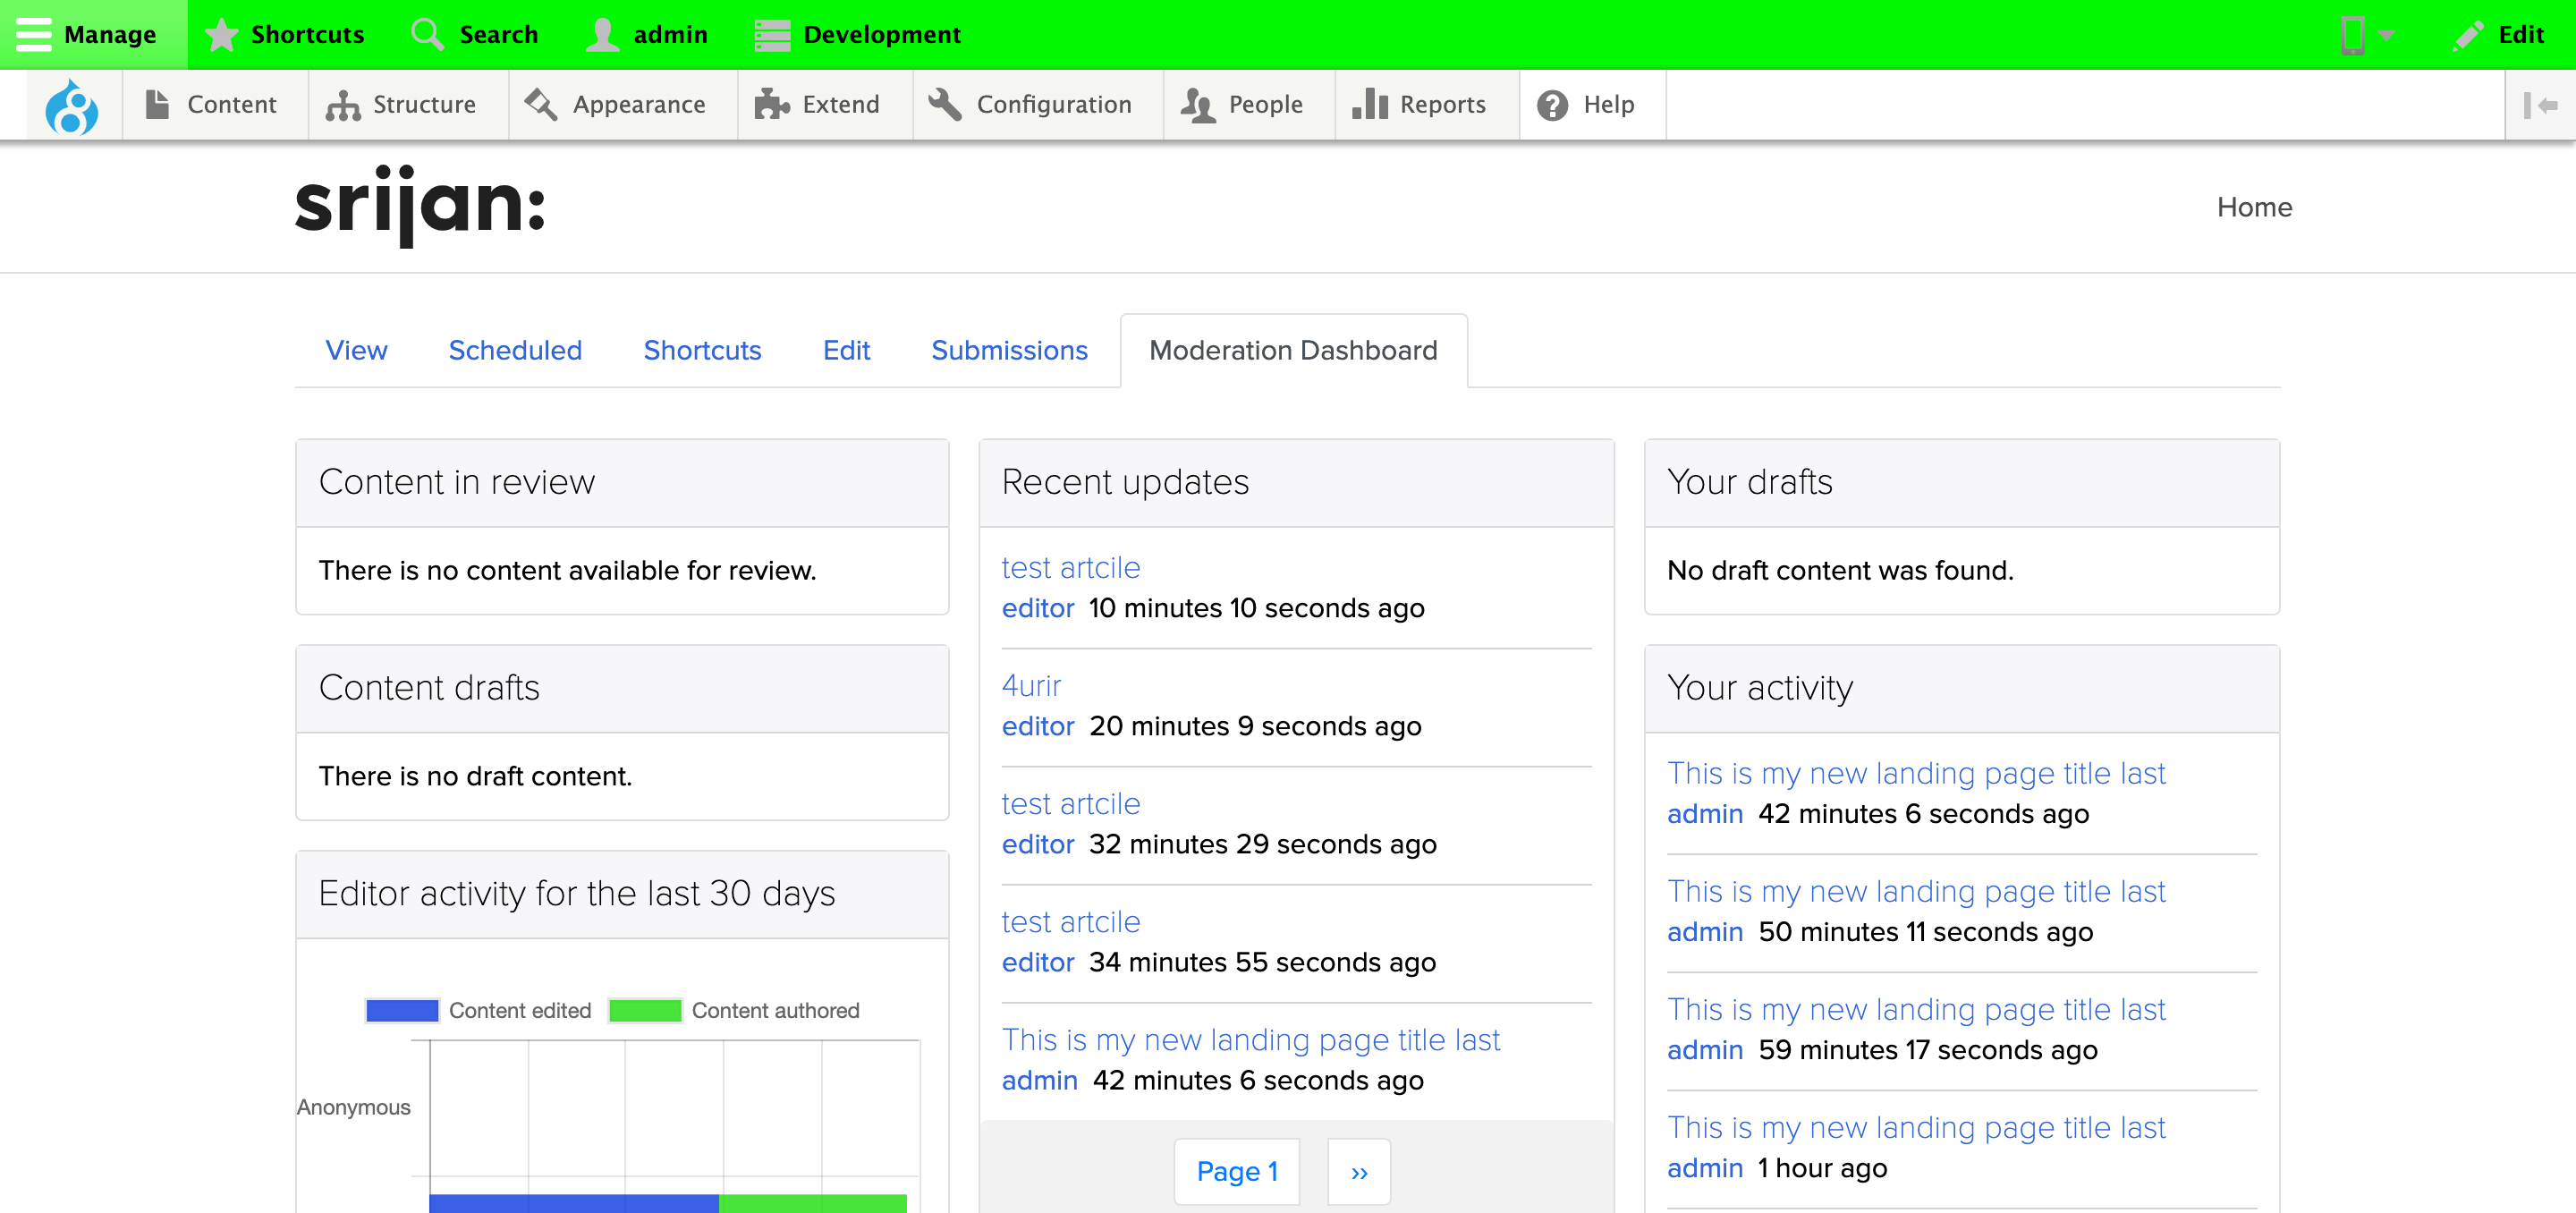 Manage Shortcuts Search admin Development Edit
Content Structure Appearance Extend Configuration People Reports Help
srijan:
Home
View Scheduled Shortcuts Edit Submissions Moderation Dashboard
Content in review
There is no content available for review.
Content drafts
There is no draft content.
Editor activity for the last 30 days
Content edited Content authored
Anonymous
Recent updates
test artcile
editor 10 minutes 10 seconds ago
4urir
editor 20 minutes 9 seconds ago
test artcile
editor 32 minutes 29 seconds ago
test artcile
editor 34 minutes 55 seconds ago
This is my new landing page title last
admin 42 minutes 6 seconds ago
Page 1 ››
Your drafts
No draft content was found.
Your activity
This is my new landing page title last
admin 42 minutes 6 seconds ago
This is my new landing page title last
admin 50 minutes 11 seconds ago
This is my new landing page title last
admin 59 minutes 17 seconds ago
This is my new landing page title last
admin 1 hour ago